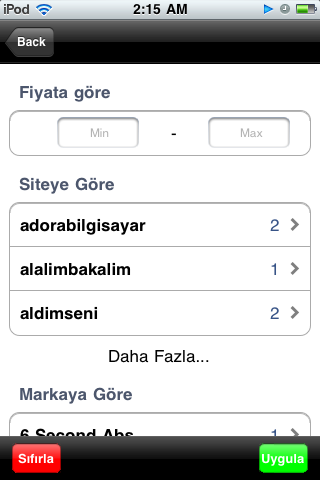 iPod 2:15 AM
Back
Fiyata göre
Min - Max
Siteye Göre
adorabilgisayar 2
alalimbakalim 1
aldimseni 2
Daha Fazla...
Markaya Göre
6 Second Abs 1
Sıfırla Uygula